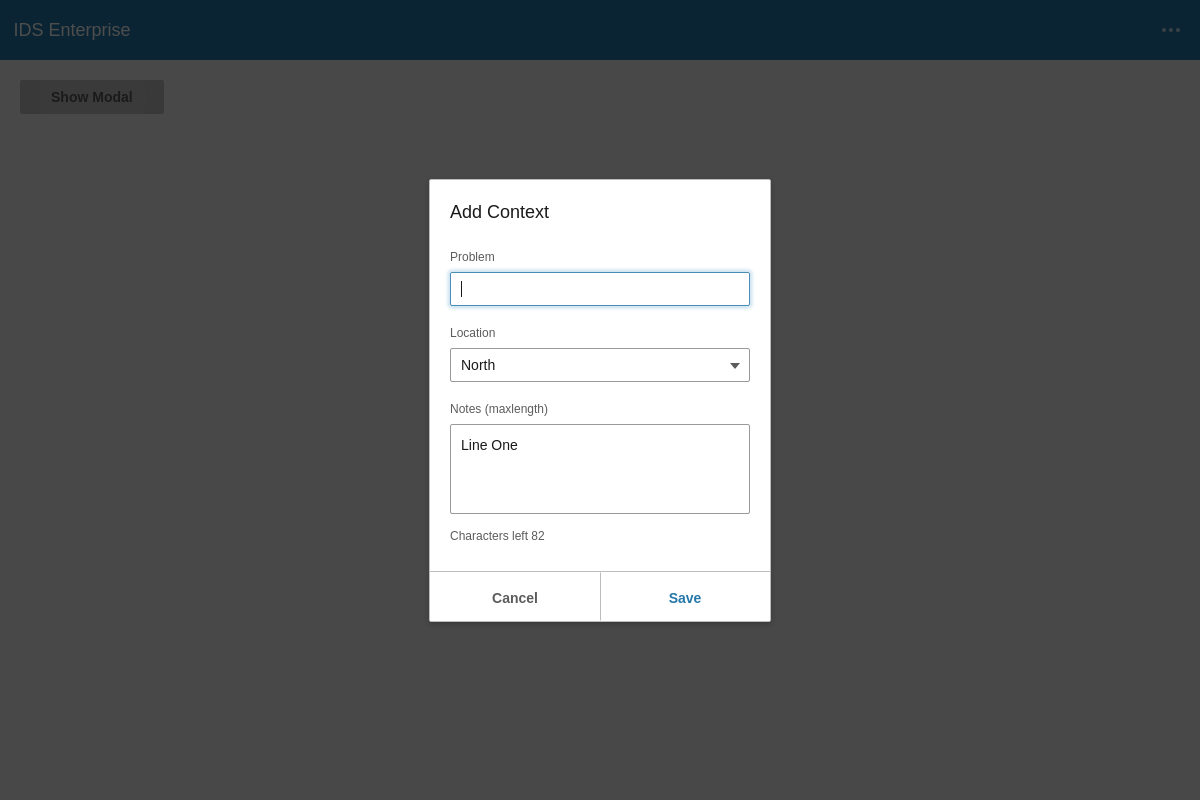 IDS Enterprise
Show Modal
Add Context
Problem
Location
North
Notes (maxlength)
Line One
Characters left 82
Cancel
Save